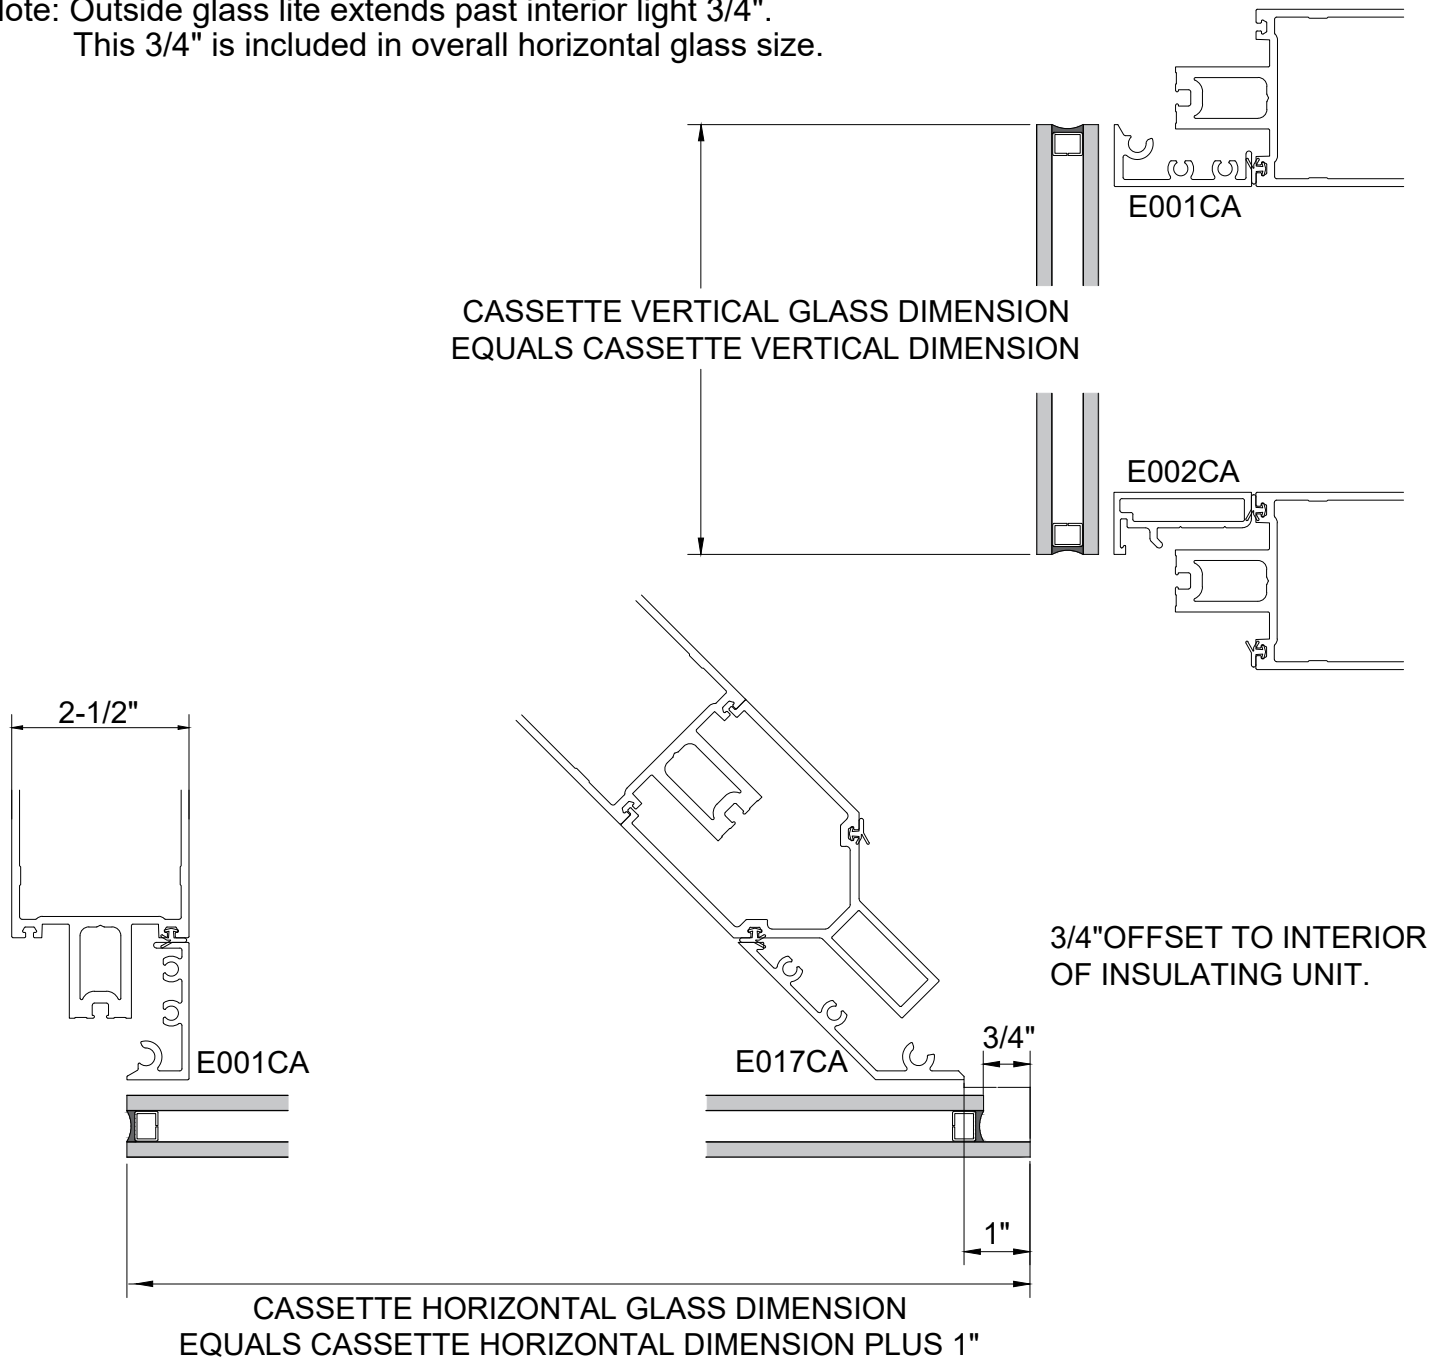 Note: Outside glass lite extends past interior light 3/4".
This 3/4" is included in overall horizontal glass size.
E001CA
CASSETTE VERTICAL GLASS DIMENSION
EQUALS CASSETTE VERTICAL DIMENSION
E002CA
2-1/2"
3/4"OFFSET TO INTERIOR
OF INSULATING UNIT.
3/4"
E001CA
E017CA
1"
CASSETTE HORIZONTAL GLASS DIMENSION
EQUALS CASSETTE HORIZONTAL DIMENSION PLUS 1"